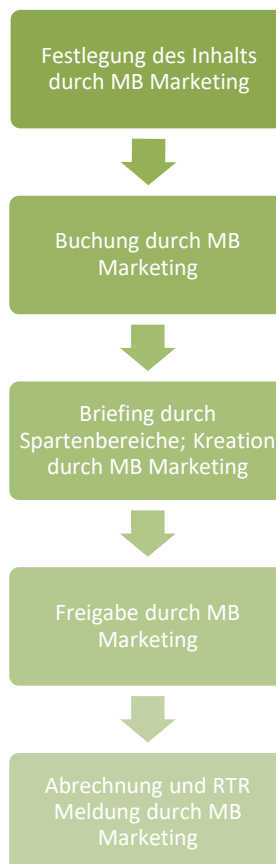 Festlegung des Inhalts
durch MB Marketing
Buchung durch MB
Marketing
Briefing durch
Spartenbereiche; Kreation
durch MB Marketing
Freigabe durch MB
Marketing
Abrechnung und RTR
Meldung durch MB
Marketing